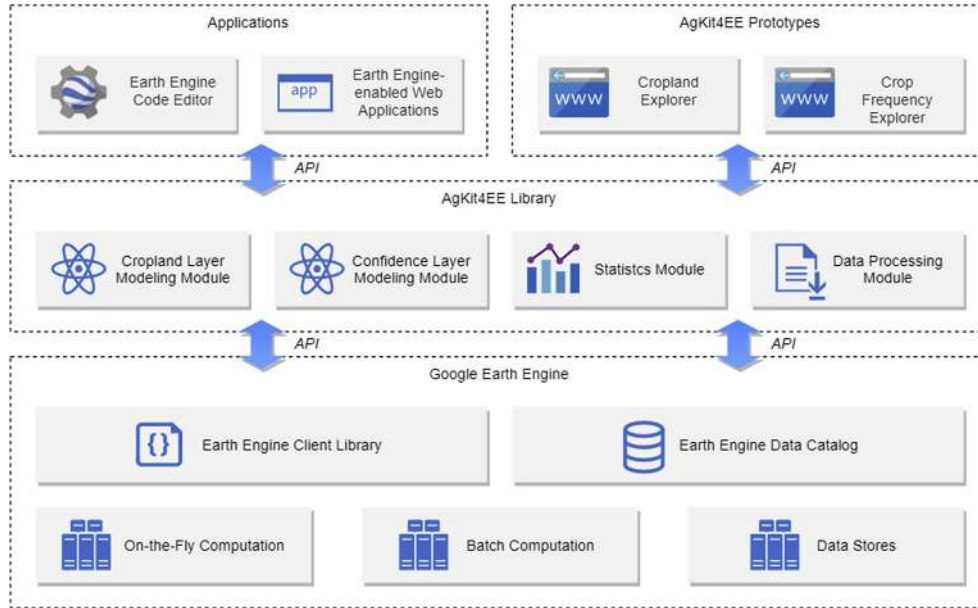 Applications
Earth Engine
Code Editor
app
Earth Engine-
enabled Web
Applications
AgKit4EE Prototypes
www
Cropland
Explorer
www
Crop
Frequency
Explorer
API
API
AgKit4EE Library
Cropland Layer
Modeling Module
Confidence Layer
Modeling Module
Statistcs Module
Data Processing
Module
API
API
Google Earth Engine
{}
Earth Engine Client Library
Earth Engine Data Catalog
On-the-Fly Computation
Batch Computation
Data Stores